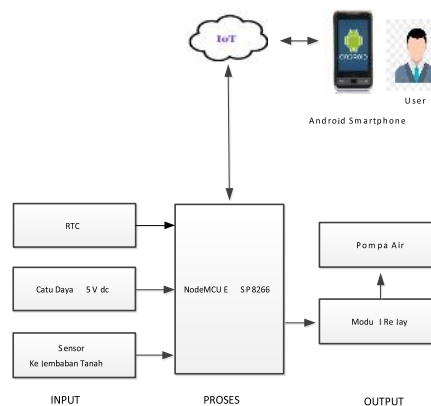 IoT
ANDROID
User
Android Smartphone
RTC
Catu Daya 5 V dc
Sensor
Ke lembaban Tanah
NodeMCU E SP8266
Pompa Air
Modu l Re lay
INPUT
PROSES
OUTPUT